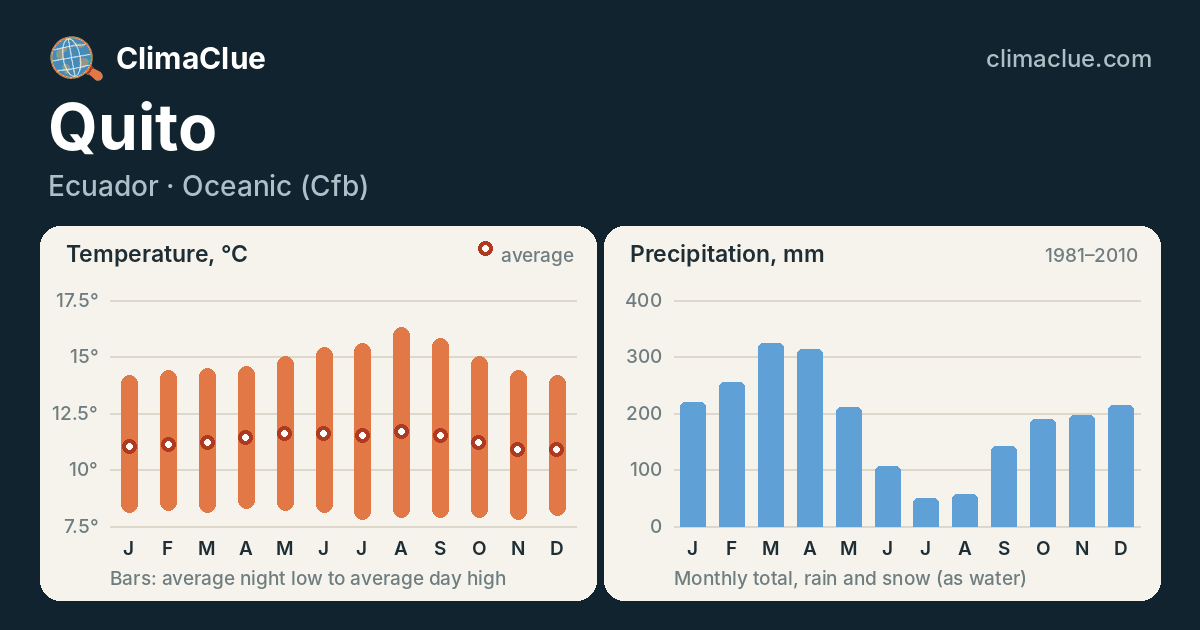 ClimaClue
climaclue.com
Quito
Ecuador · Oceanic (Cfb)
Temperature, °C
average
17.5°
15°
12.5°
10°
7.5°
J F M A M J J A S O N D
Bars: average night low to average day high
Precipitation, mm
1981–2010
400
300
200
100
0
J F M A M J J A S O N D
Monthly total, rain and snow (as water)